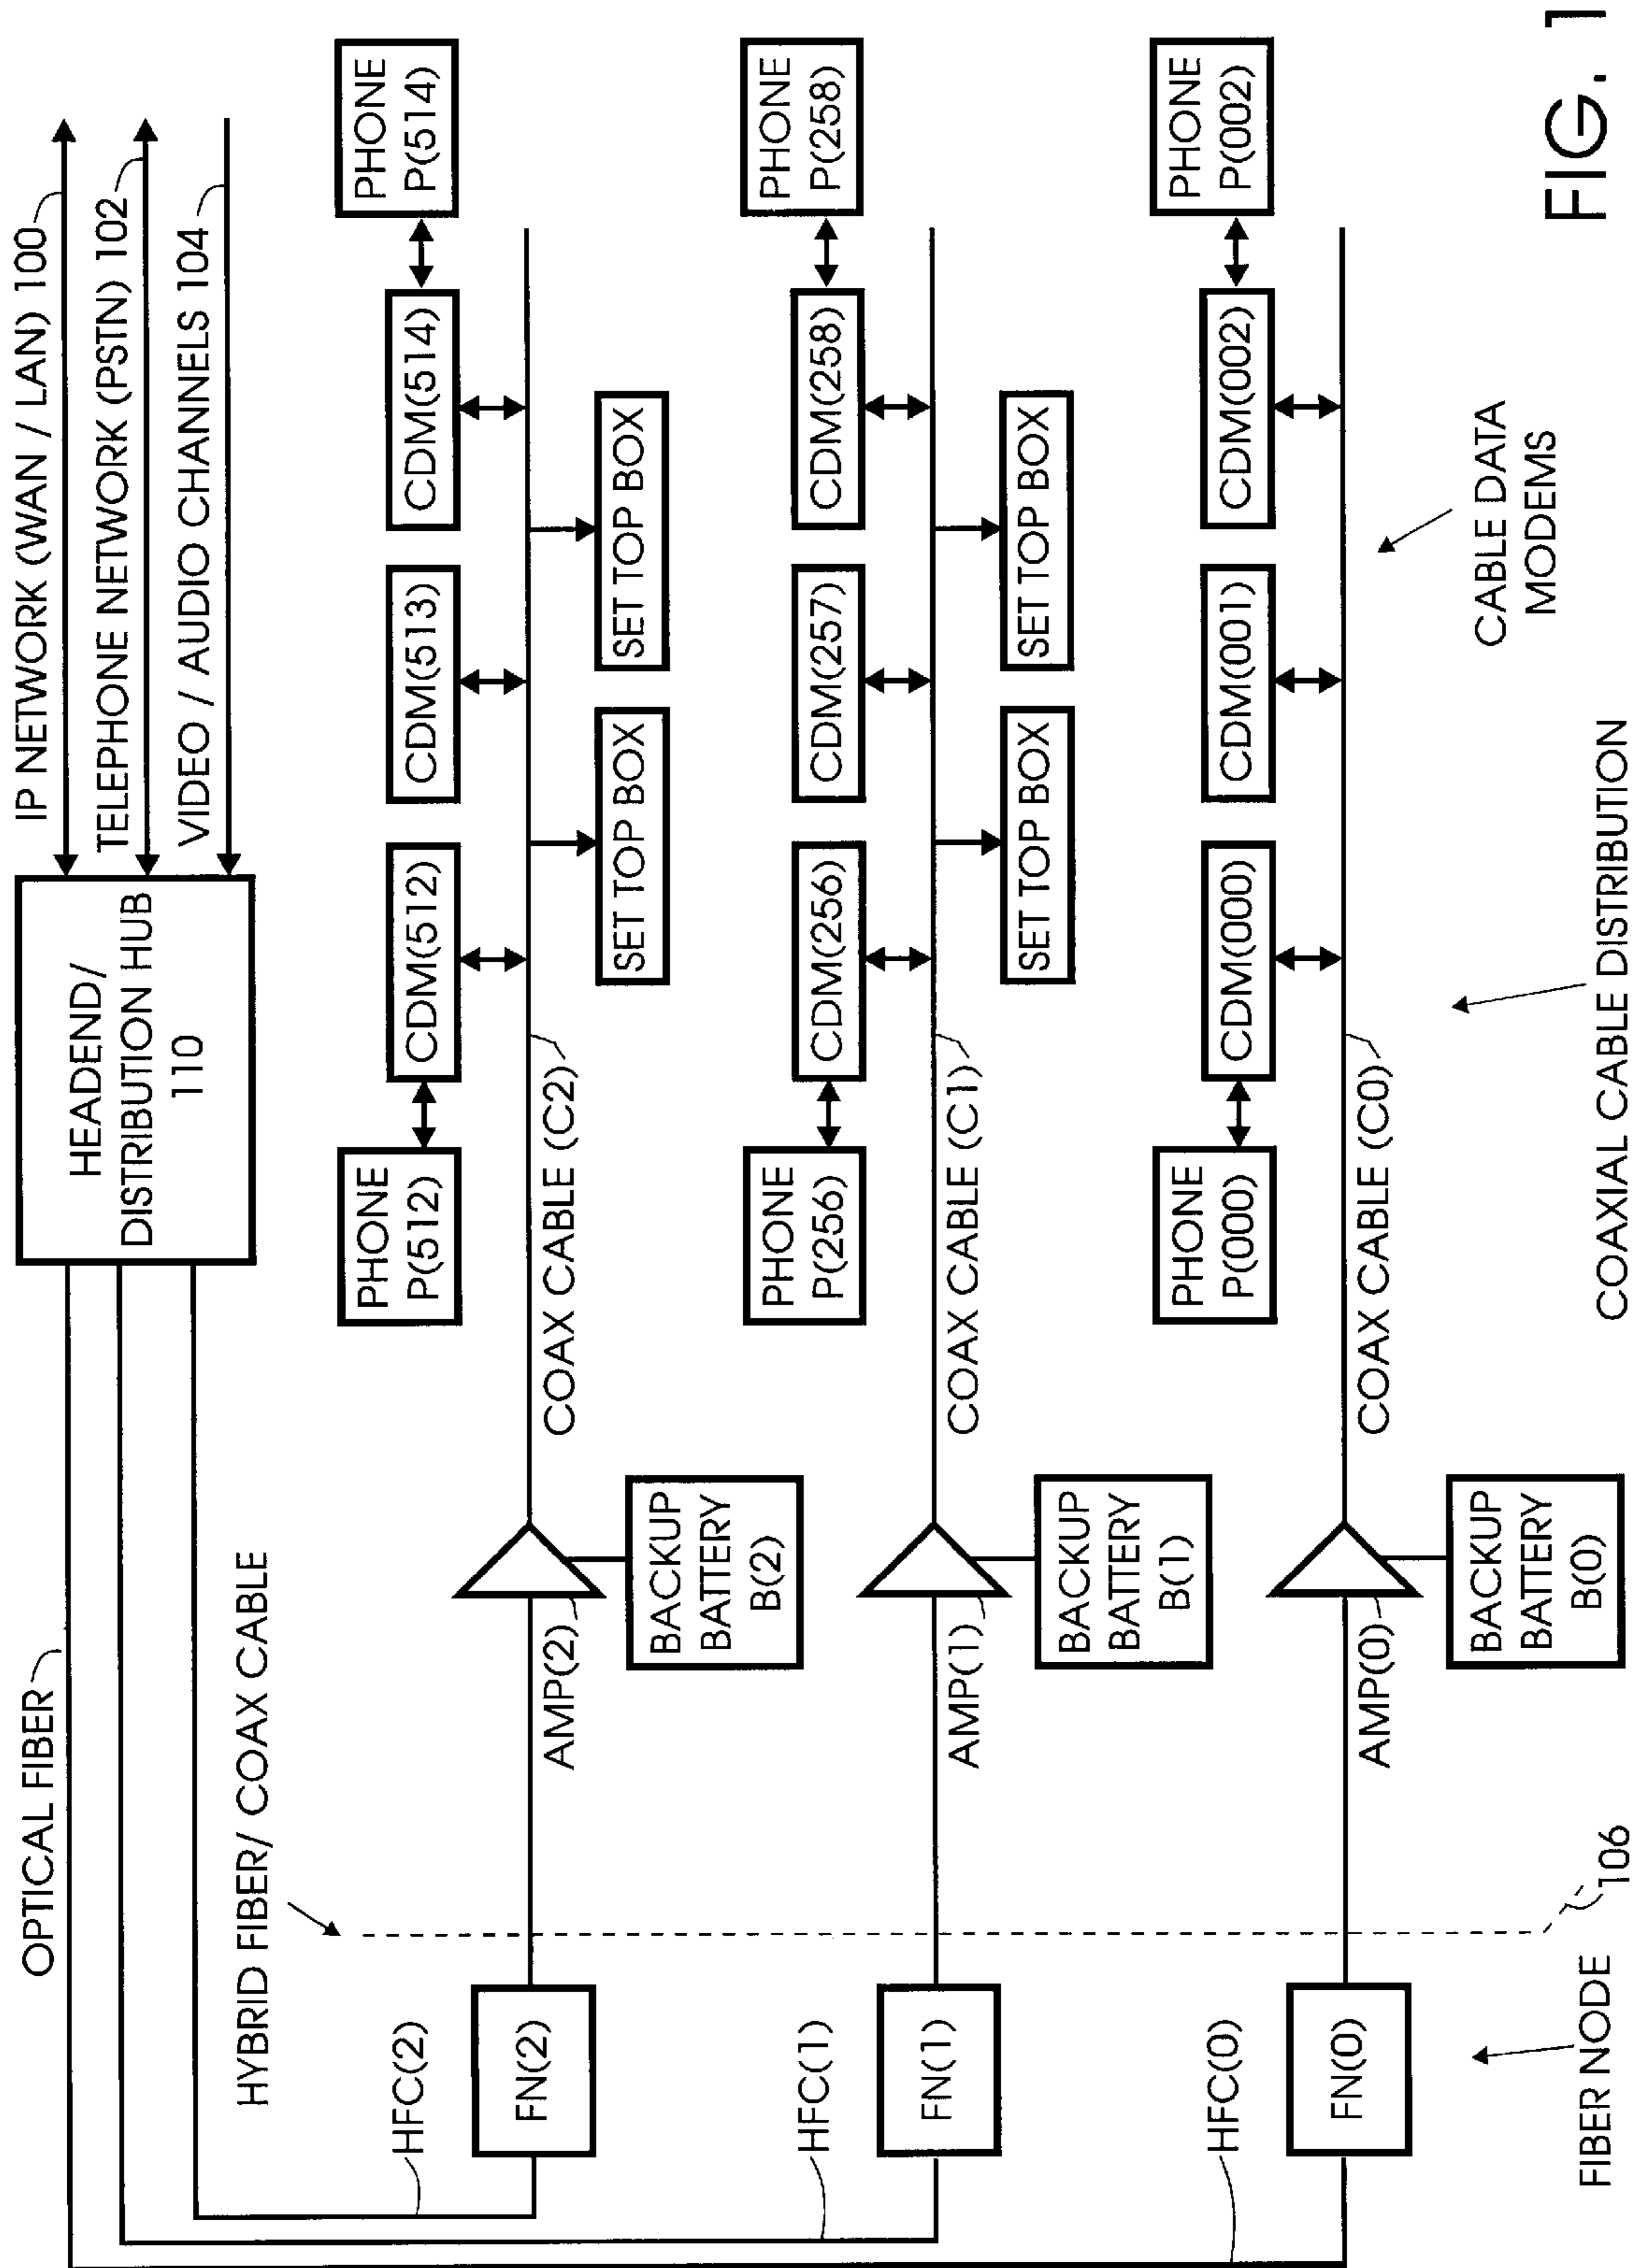 IP NETWORK (WAN / LAN) 100
TELEPHONE NETWORK (PSTN) 102
VIDEO / AUDIO CHANNELS 104
HEADEND/
DISTRIBUTION HUB
110
OPTICAL FIBER
HYBRID FIBER/ COAX CABLE
HFC(2)
FN(2)
AMP(2)
BACKUP
BATTERY
B(2)
COAX CABLE (C2)
PHONE
P(512)
CDM(512)
CDM(513)
CDM(514)
PHONE
P(514)
SET TOP BOX
SET TOP BOX
HFC(1)
FN(1)
AMP(1)
BACKUP
BATTERY
B(1)
COAX CABLE (C1)
PHONE
P(256)
CDM(256)
CDM(257)
CDM(258)
PHONE
P(258)
SET TOP BOX
SET TOP BOX
HFC(0)
FN(0)
AMP(0)
BACKUP
BATTERY
B(0)
COAX CABLE (C0)
PHONE
P(000)
CDM(000)
CDM(001)
CDM(002)
PHONE
P(002)
FIBER NODE
106
COAXIAL CABLE DISTRIBUTION
CABLE DATA
MODEMS
FIG. 1